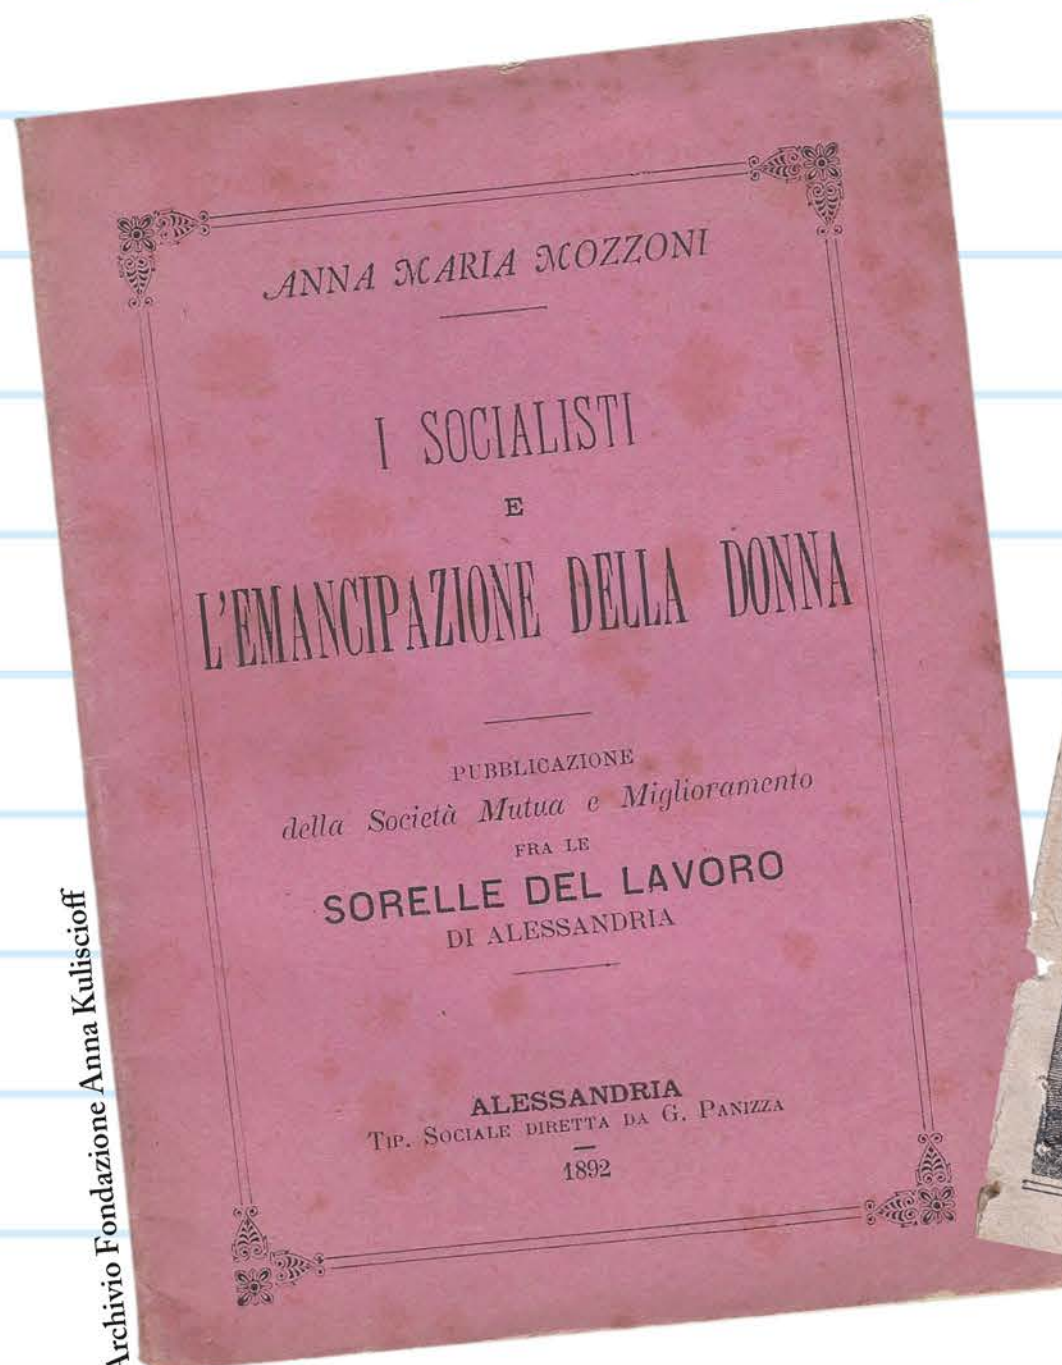 ANNA MARIA MOZZONI
I SOCIALISTI
E
L'EMANCIPAZIONE DELLA DONNA
PUBBLICAZIONE
della Società Mutua e Miglioramento
FRA LE
SORELLE DEL LAVORO
DI ALESSANDRIA
ALESSANDRIA
TIP. SOCIALE DIRETTA DA G. PANIZZA
1892
Archivio Fondazione Anna Kuliscioff